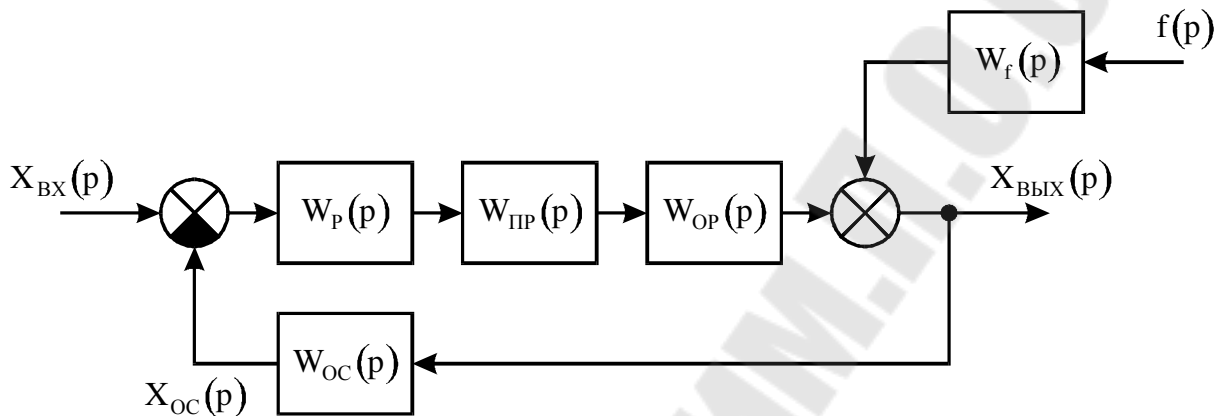 f(p)
W_f(p)
X_ВХ(p)
W_Р(p)
W_ПР(p)
W_ОР(p)
X_ВЫХ(p)
W_ОС(p)
X_ОС(p)